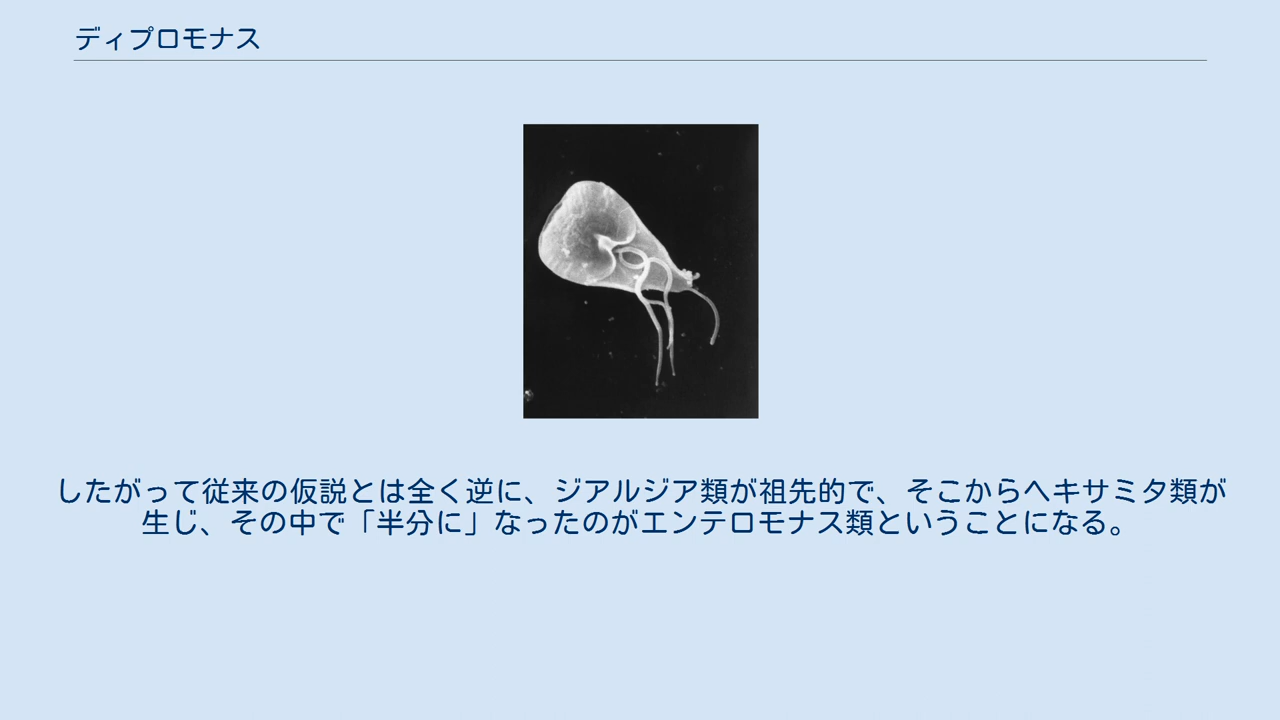 ディプロモナス
したがって従来の仮説とは全く逆に、ジアルジア類が祖先的で、そこからヘキサミタ類が
生じ、その中で「半分に」なったのがエンテロモナス類ということになる。